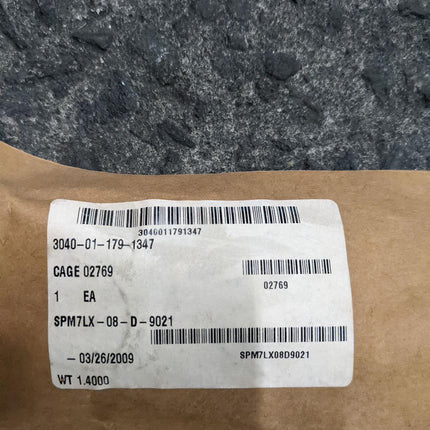 3040011791347
3040-01-179-1347
CAGE 02769
02769
1 EA
SPM7LX-08-D-9021
SPM7LX08D9021
- 03/26/2009
WT 1.4000